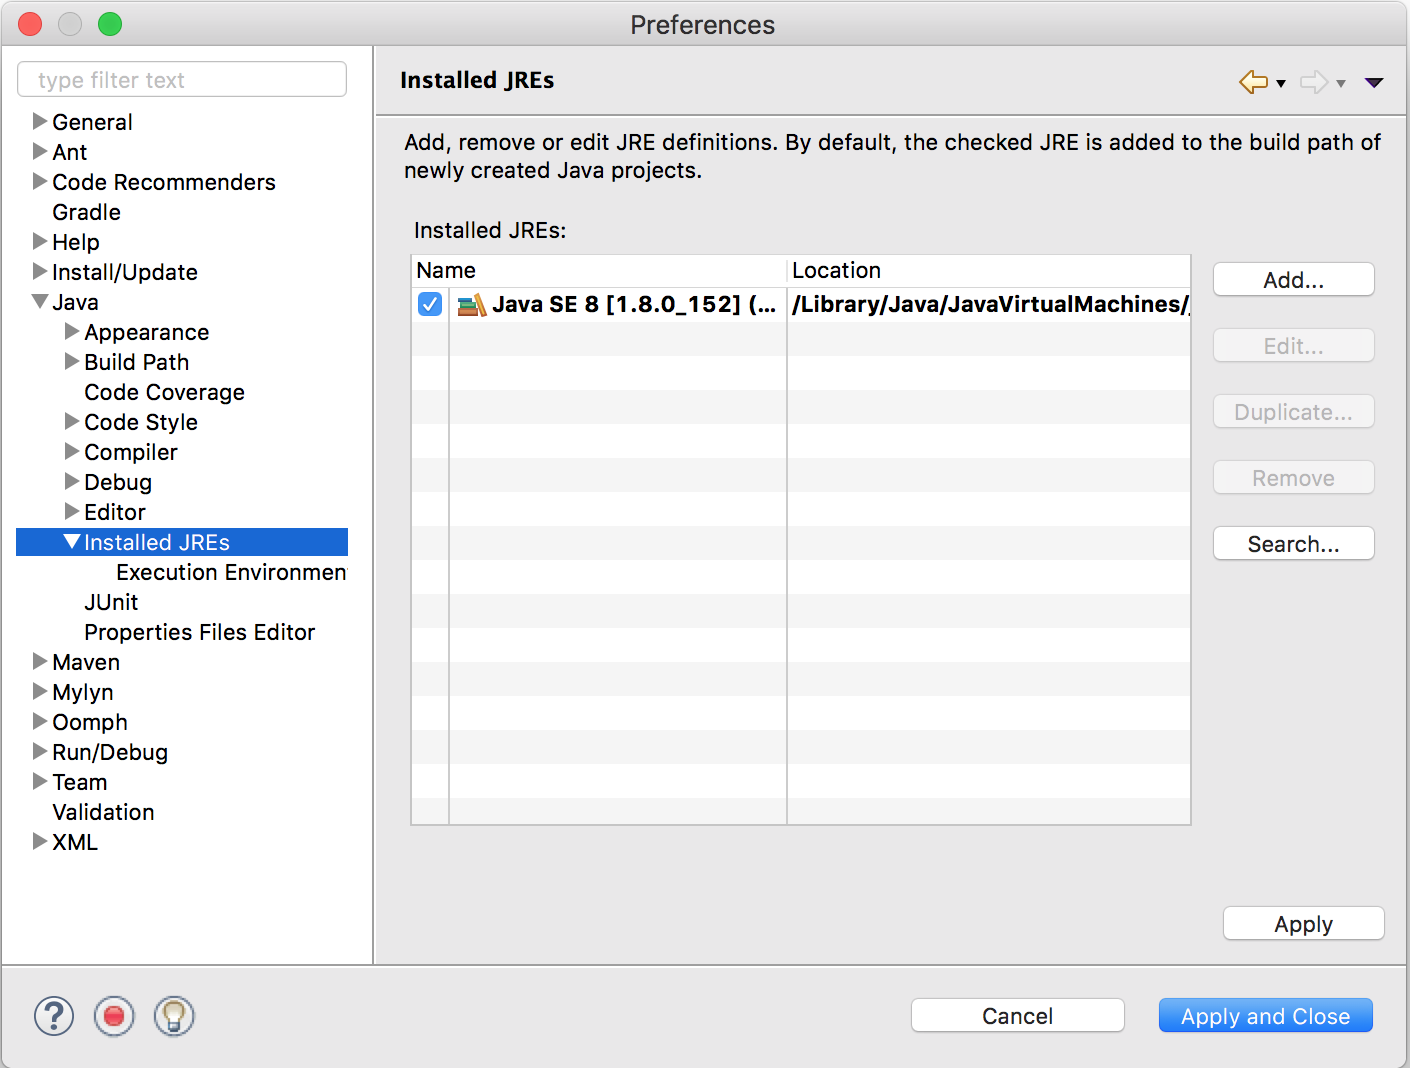 Preferences
type filter text
General
Ant
Code Recommenders
Gradle
Help
Install/Update
Java
Appearance
Build Path
Code Coverage
Code Style
Compiler
Debug
Editor
Installed JREs
Execution Environmen
JUnit
Properties Files Editor
Maven
Mylyn
Oomph
Run/Debug
Team
Validation
XML
Installed JREs
Add, remove or edit JRE definitions. By default, the checked JRE is added to the build path of
newly created Java projects.
Installed JREs:
Name Location
Java SE 8 [1.8.0_152] (... /Library/Java/JavaVirtualMachines/
Add...
Edit...
Duplicate...
Remove
Search...
Apply
? Cancel Apply and Close